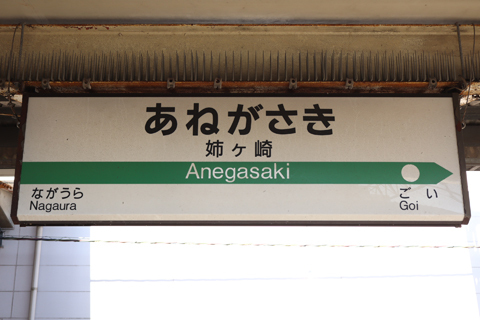 あねがさき
姉ヶ崎
Anegasaki
ながうら
Nagaura
ごい
Goi